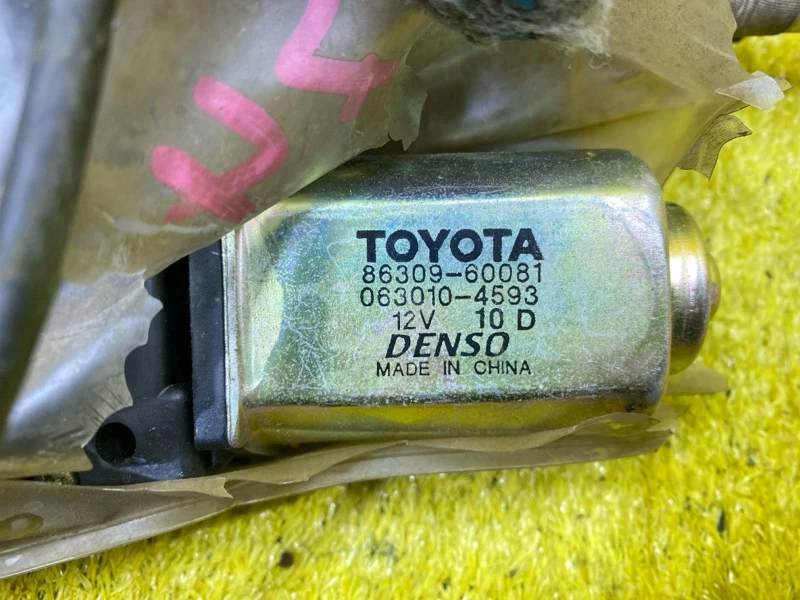 TOYOTA
86309-60081
063010-4593
12V 10 D
DENSO
MADE IN CHINA